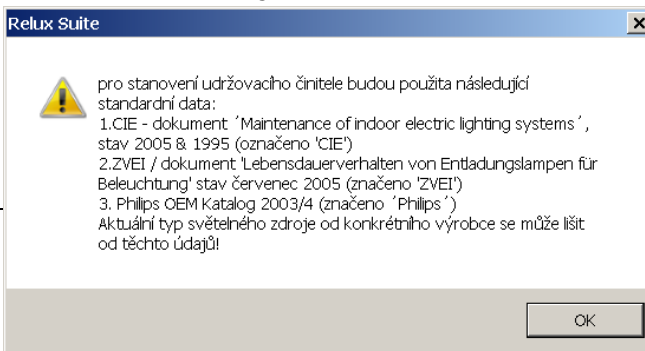 Relux Suite
pro stanovení udržovacího činitele budou použita následující
standardní data:
1.CIE - dokument ´Maintenance of indoor electric lighting systems´,
stav 2005 & 1995 (označeno 'CIE')
2.ZVEI / dokument 'Lebensdauerverhalten von Entladungslampen für
Beleuchtung' stav červenec 2005 (značeno 'ZVEI')
3. Philips OEM Katalog 2003/4 (značeno ´Philips´)
Aktuální typ světelného zdroje od konkrétního výrobce se může lišit
od těchto údajů!
OK